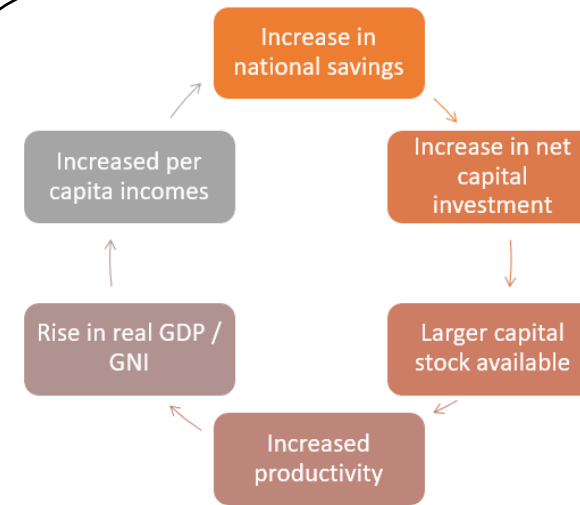 Increase in
national savings
Increase in net
capital
investment
Larger capital
stock available
Increased
productivity
Rise in real GDP /
GNI
Increased per
capita incomes